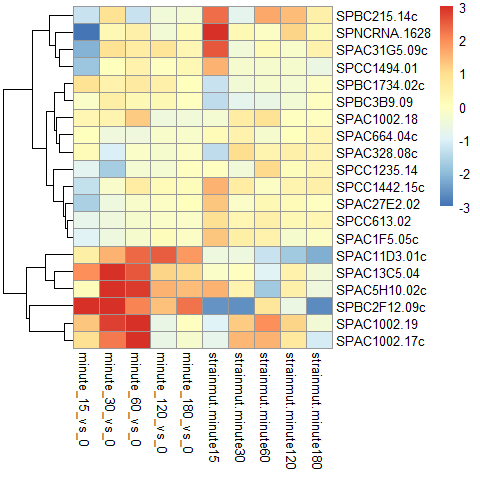 SPBC215.14c
SPNCRNA.1628
SPAC31G5.09c
SPCC1494.01
SPBC1734.02c
SPBC3B9.09
SPAC1002.18
SPAC664.04c
SPAC328.08c
SPCC1235.14
SPCC1442.15c
SPAC27E2.02
SPCC613.02
SPAC1F5.05c
SPAC11D3.01c
SPAC13C5.04
SPAC5H10.02c
SPBC2F12.09c
SPAC1002.19
SPAC1002.17c
3
2
1
0
-1
-2
-3
minute_15_vs_0
minute_30_vs_0
minute_60_vs_0
minute_120_vs_0
minute_180_vs_0
strainmut.minute15
strainmut.minute30
strainmut.minute60
strainmut.minute120
strainmut.minute180